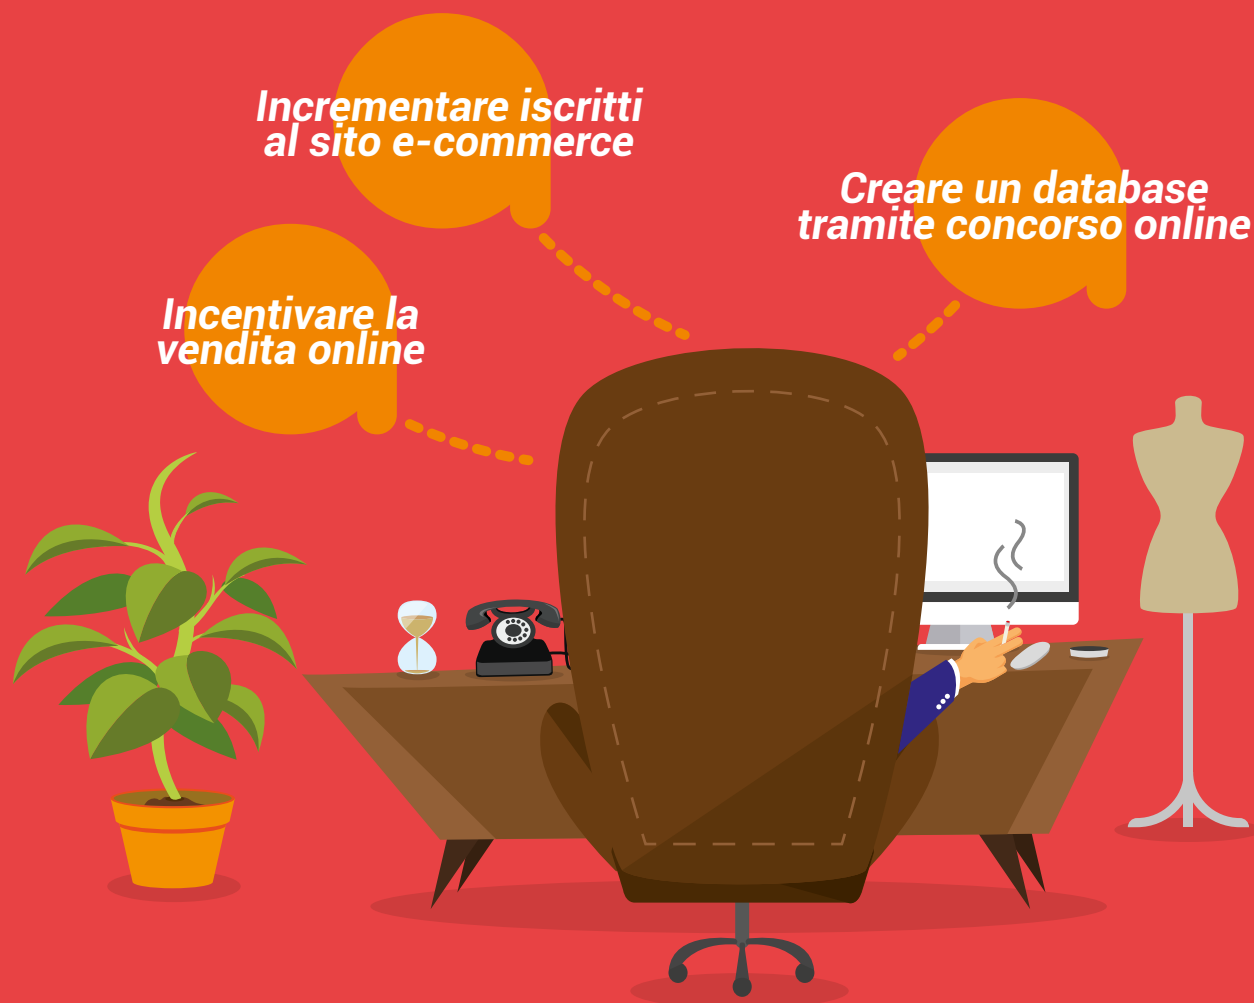 Incrementare iscritti
al sito e-commerce
Creare un database
tramite concorso online
Incentivare la
vendita online